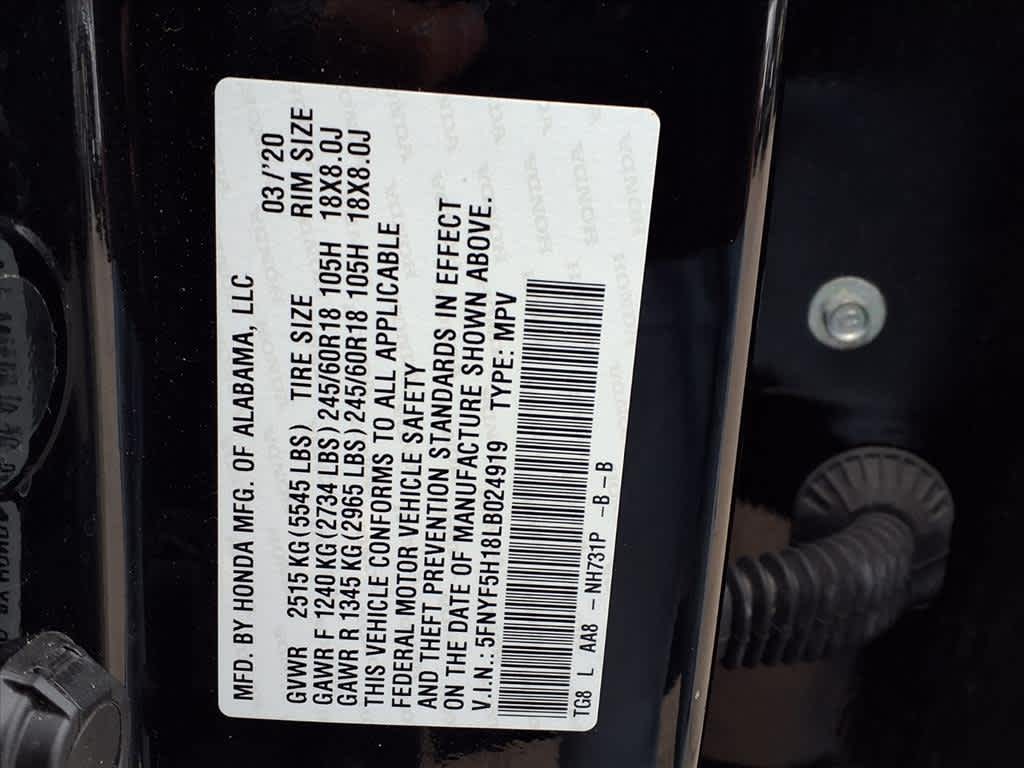 MFD. BY HONDA MFG. OF ALABAMA, LLC 03/'20
GVWR 2515 KG(5545 LBS) TIRE SIZE RIM SIZE
GAWR F 1240 KG(2734 LBS)245/60R18 105H 18X8.0J
GAWR R 1345 KG(2965 LBS)245/60R18 105H 18X8.0J
THIS VEHICLE CONFORMS TO ALL APPLICABLE
FEDERAL MOTOR VEHICLE SAFETY
AND THEFT PREVENTION STANDARDS IN EFFECT
ON THE DATE OF MANUFACTURE SHOWN ABOVE.
V.I.N.: 5FNYF5H18LB024919 TYPE: MPV
TG8 L AA8 -NH731P -B-B